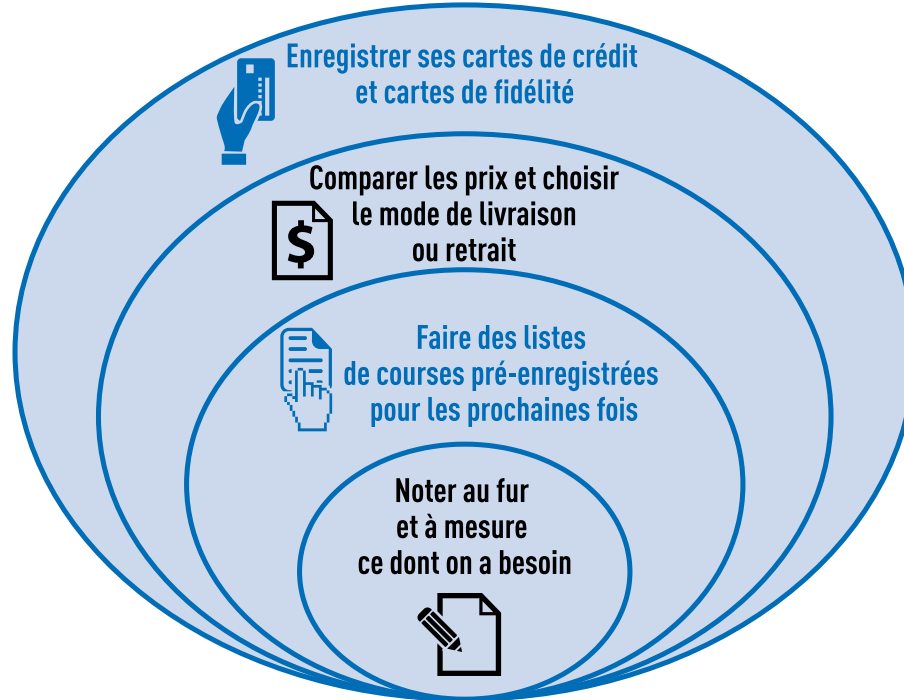 Enregistrer ses cartes de crédit
et cartes de fidélité
Comparer les prix et choisir
le mode de livraison
ou retrait
$
Faire des listes
de courses pré-enregistrées
pour les prochaines fois
Noter au fur
et à mesure
ce dont on a besoin